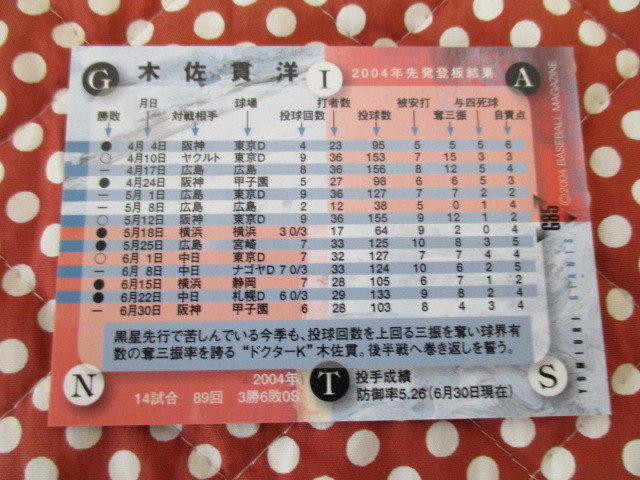 G 木佐貫洋 I 2004年先発登板結果 A
勝敗 月日 対戦相手 球場 投球回数 打者数 投球数 被安打 奪三振 与四死球 自責点
● 4月 4日 阪神 東京D 4 23 95 5 5 5 6
○ 4月10日 ヤクルト 東京D 9 36 153 7 15 3 3
― 4月17日 広島 広島 8 36 156 8 12 5 4
● 4月24日 阪神 甲子園 5 27 98 6 6 5 3
― 5月 1日 広島 東京D 9 36 127 7 7 2 2
― 5月 8日 広島 広島 2 12 38 5 0 1 4
○ 5月12日 阪神 東京D 9 36 155 9 12 1 2
● 5月18日 横浜 横浜 3 0/3 17 64 9 2 0 4
● 5月25日 広島 宮崎 7 33 125 10 8 3 5
○ 6月 1日 中日 東京D 7 32 127 7 8 4 4
― 6月 8日 中日 ナゴヤD 7 0/3 33 124 10 6 2 5
● 6月15日 横浜 静岡 7 28 105 6 7 1 2
● 6月22日 中日 札幌D 6 0/3 29 133 9 8 2 4
― 6月30日 阪神 甲子園 6 28 103 8 4 3 4
黒星先行で苦しんでいる今季も、投球回数を上回る三振を奪い球界有
数の奪三振率を誇る “ドクターK” 木佐貫。後半戦へ巻き返しを誓う。
N 2004年 T 投手成績 S
14試合 89回 3勝6敗0S 防御率5.26(6月30日現在)
G85
©2004 BASEBALL MAGAZINE
YOMIURI GIANTS